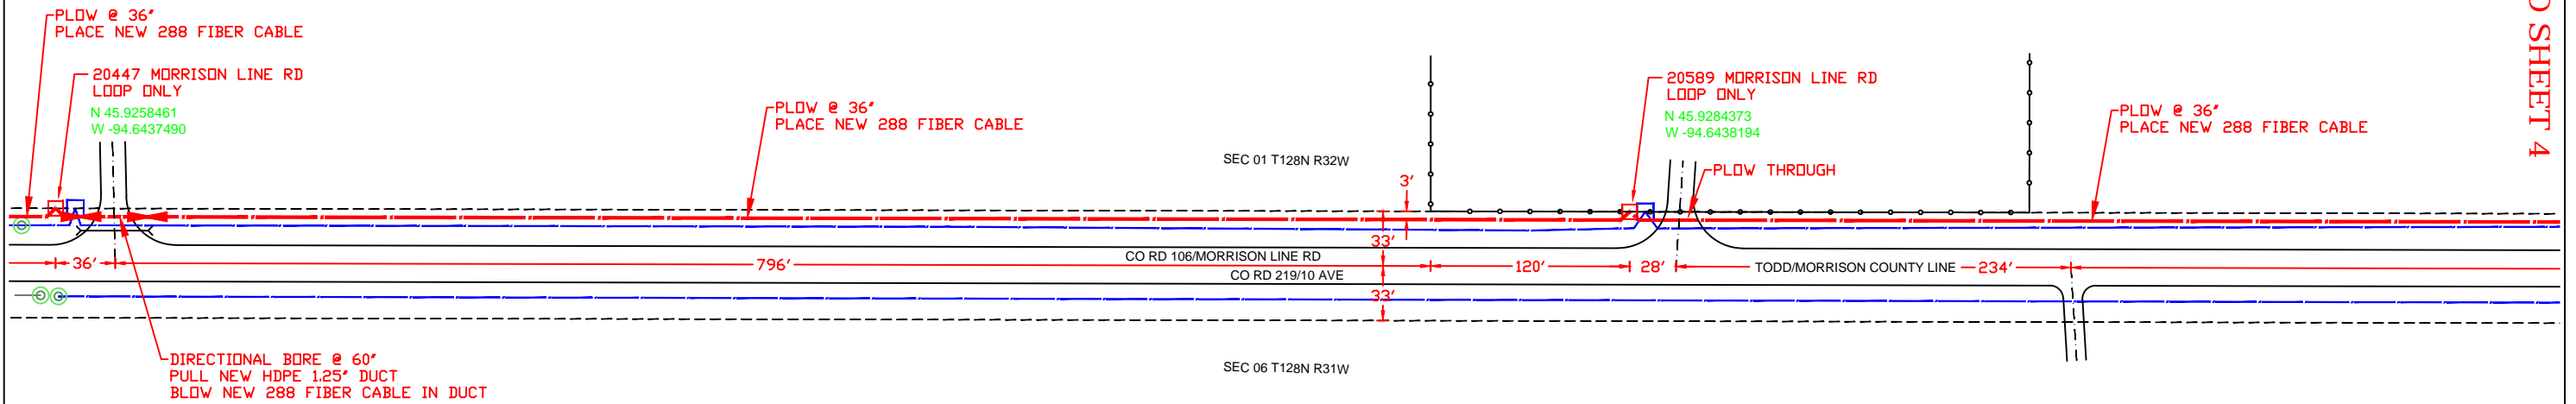 PLOW @ 36"
PLACE NEW 288 FIBER CABLE
20447 MORRISON LINE RD
LOOP ONLY
N 45.9258461
W -94.6437490
PLOW @ 36"
PLACE NEW 288 FIBER CABLE
SEC 01 T128N R32W
20589 MORRISON LINE RD
LOOP ONLY
N 45.9284373
W -94.6438194
PLOW THROUGH
PLOW @ 36"
PLACE NEW 288 FIBER CABLE
SHEET 4
3'
33'
36'
796'
CO RD 106/MORRISON LINE RD
CO RD 219/10 AVE
120'
28'
TODD/MORRISON COUNTY LINE
234'
33'
DIRECTIONAL BORE @ 60"
PULL NEW HDPE 1.25" DUCT
BLOW NEW 288 FIBER CABLE IN DUCT
SEC 06 T128N R31W